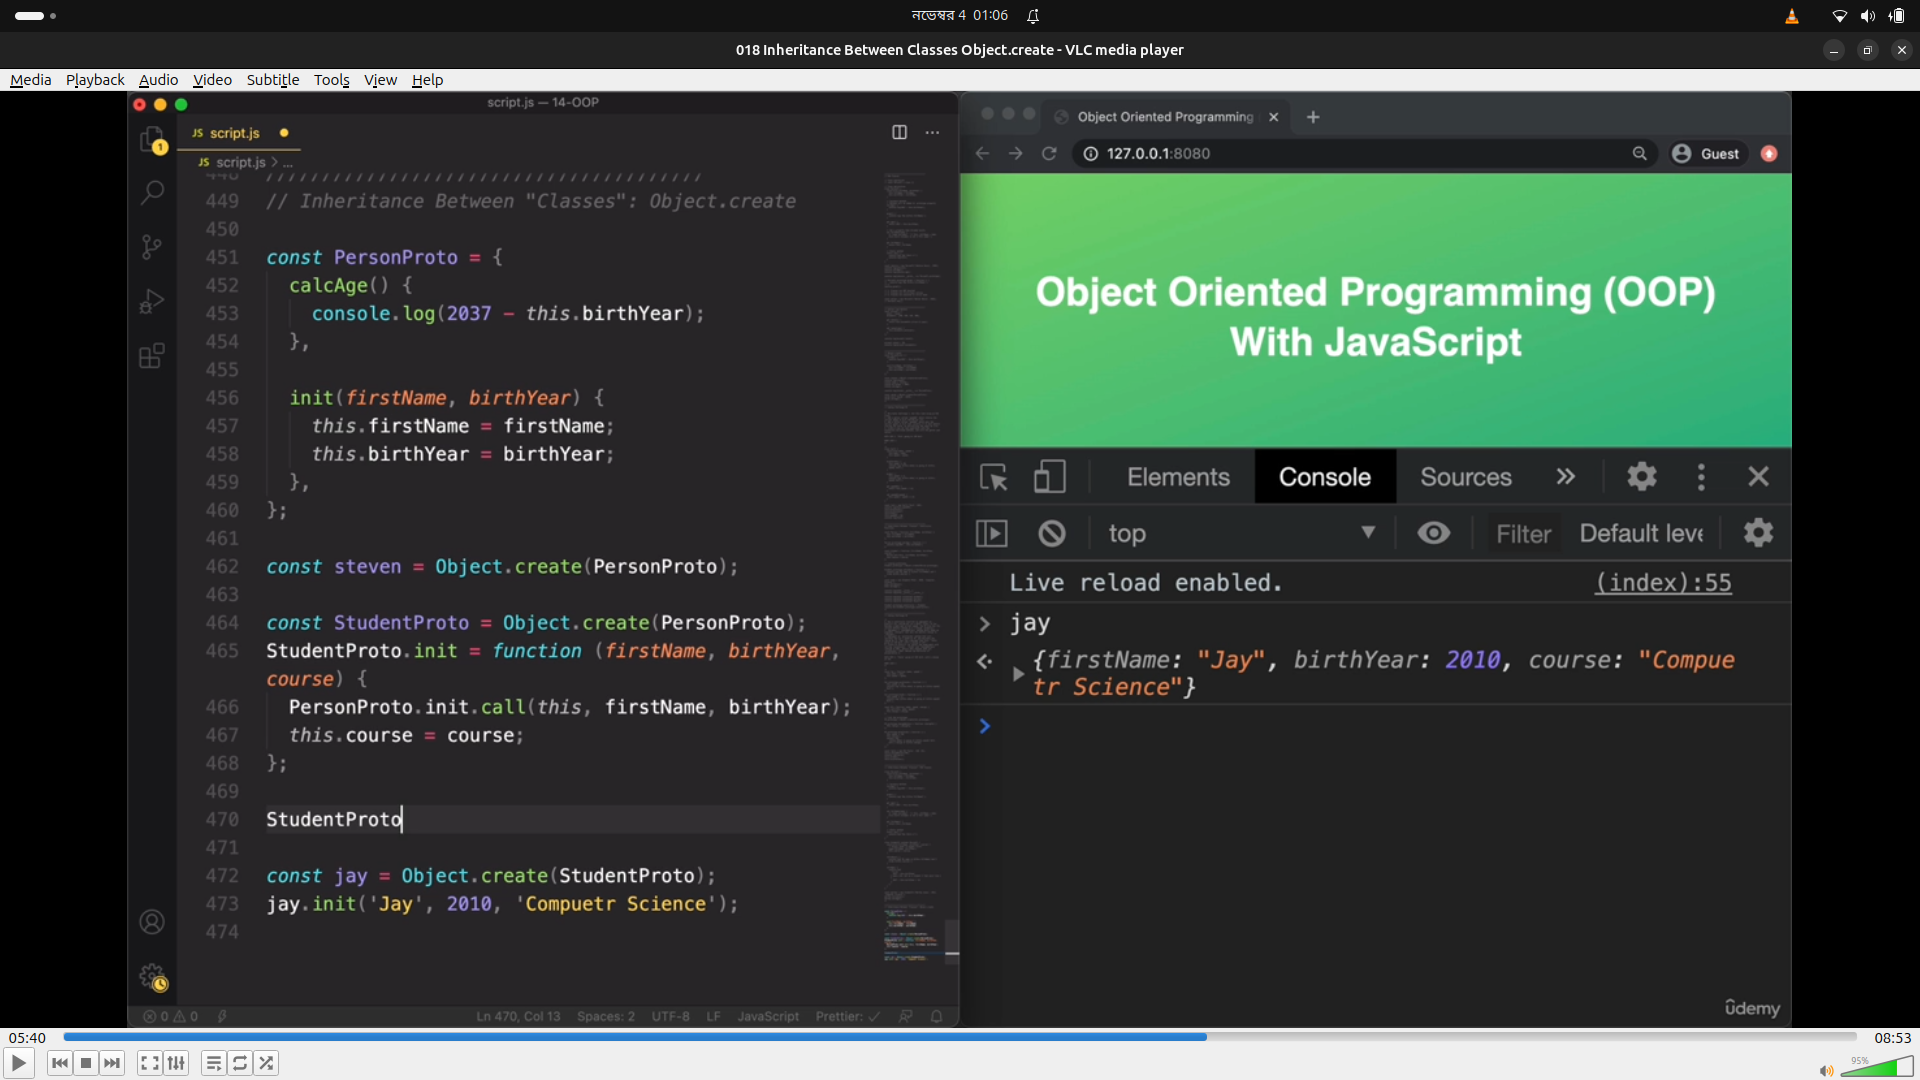 নভেম্বর 4 01:06
018 Inheritance Between Classes Object.create - VLC media player
Media Playback Audio Video Subtitle Tools View Help
script.js — 14-OOP
JS script.js
JS script.js > ...
1
448 ///////////////////////////////////////
449 // Inheritance Between "Classes": Object.create
450
451 const PersonProto = {
452 calcAge() {
453 console.log(2037 - this.birthYear);
454 },
455
456 init(firstName, birthYear) {
457 this.firstName = firstName;
458 this.birthYear = birthYear;
459 },
460 };
461
462 const steven = Object.create(PersonProto);
463
464 const StudentProto = Object.create(PersonProto);
465 StudentProto.init = function (firstName, birthYear,
course) {
466 PersonProto.init.call(this, firstName, birthYear);
467 this.course = course;
468 };
469
470 StudentProto
471
472 const jay = Object.create(StudentProto);
473 jay.init('Jay', 2010, 'Compuetr Science');
474
0 0 Ln 470, Col 13 Spaces: 2 UTF-8 LF JavaScript Prettier: ✓
Object Oriented Programming
127.0.0.1:8080 Guest
Object Oriented Programming (OOP)
With JavaScript
Elements Console Sources »
top Filter Default leve
Live reload enabled. (index):55
> jay
{firstName: "Jay", birthYear: 2010, course: "Compue
tr Science"}
>
ûdemy
05:40 08:53
95%